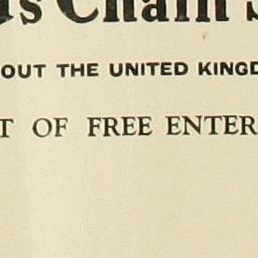 s Chain S
OUT THE UNITED KINGD
T OF FREE ENTER